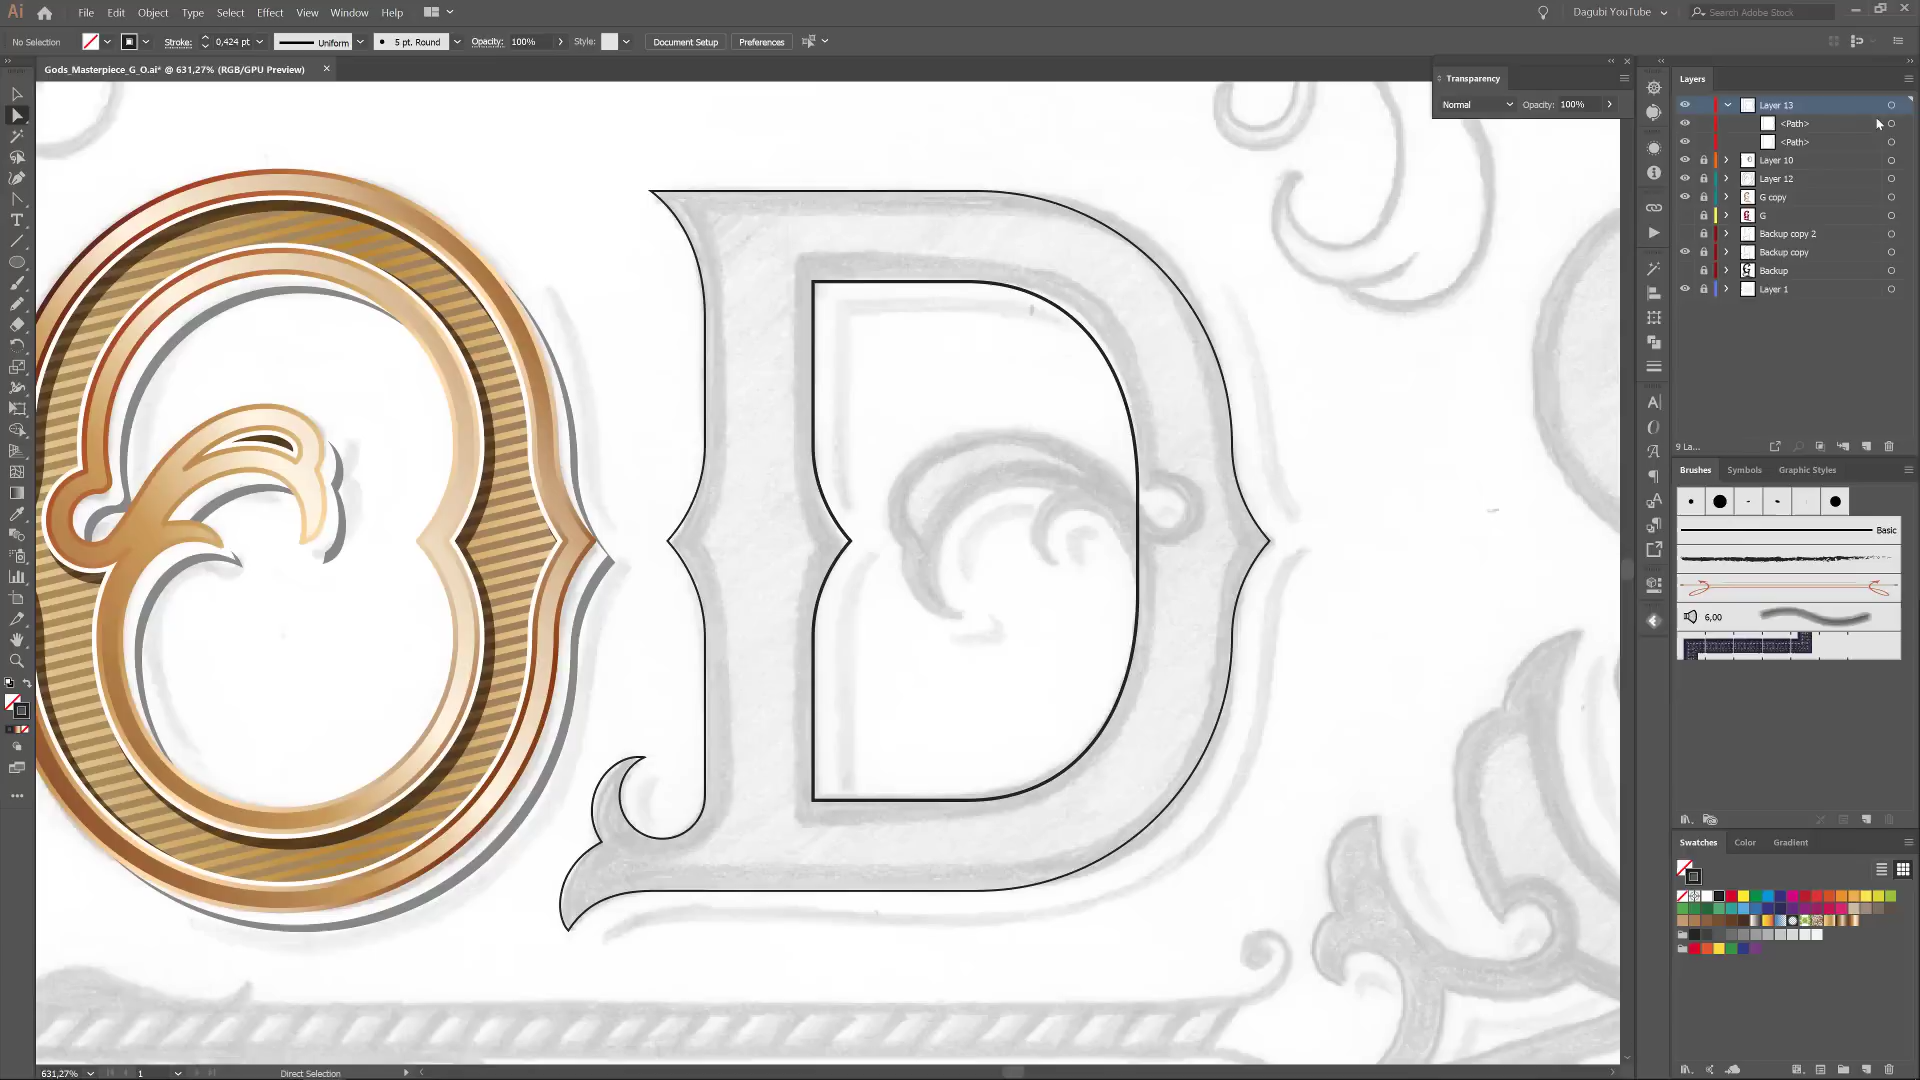 Ai File Edit Object Type Select Effect View Window Help Dagubi YouTube Search Adobe Stock
No Selection Stroke: 0,424 pt Uniform 5 pt. Round Opacity: 100% Style: Document Setup Preferences
Gods_Masterpiece_G_O.ai* @ 631,27% (RGB/GPU Preview)
Transparency
Normal Opacity: 100%
Layers
Layer 13
<Path>
<Path>
Layer 10
Layer 12
G copy
G
Backup copy 2
Backup copy
Backup
Layer 1
9 La...
Brushes Symbols Graphic Styles
Basic
6,00
Swatches Color Gradient
D
631,27% 1 Direct Selection